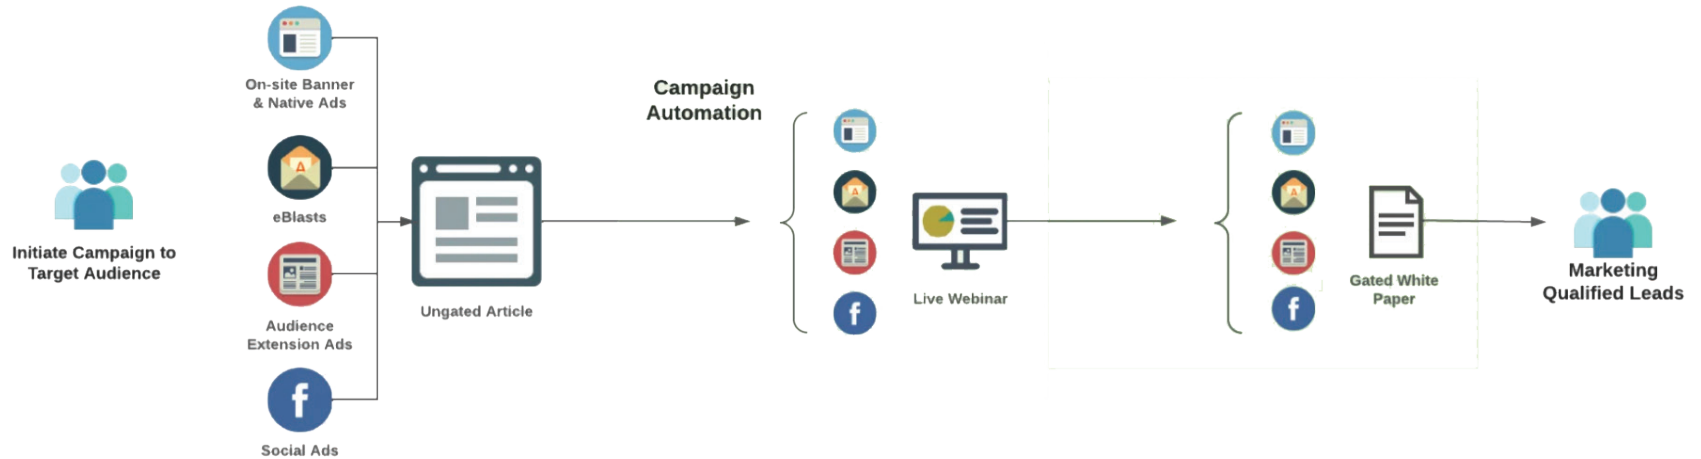 Initiate Campaign to
Target Audience
On-site Banner
& Native Ads
eBlasts
Audience
Extension Ads
Social Ads
Ungated Article
Campaign
Automation
Live Webinar
Gated White
Paper
Marketing
Qualified Leads